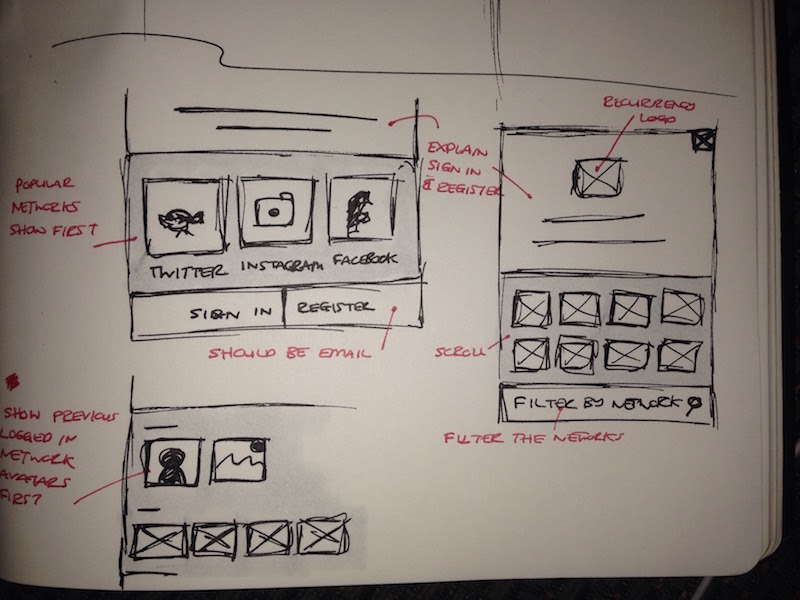 RECURRENCY
LOGO
EXPLAIN
SIGN IN
& REGISTER
POPULAR
NETWORKS
SHOW FIRST
TWITTER INSTAGRAM FACEBOOK
SIGN IN REGISTER
SHOULD BE EMAIL
SCROLL
FILTER BY NETWORK
FILTER THE NEWORKS
SHOW PREVIOUS
LOGGED IN
NETWORK
AVATARS
FIRST